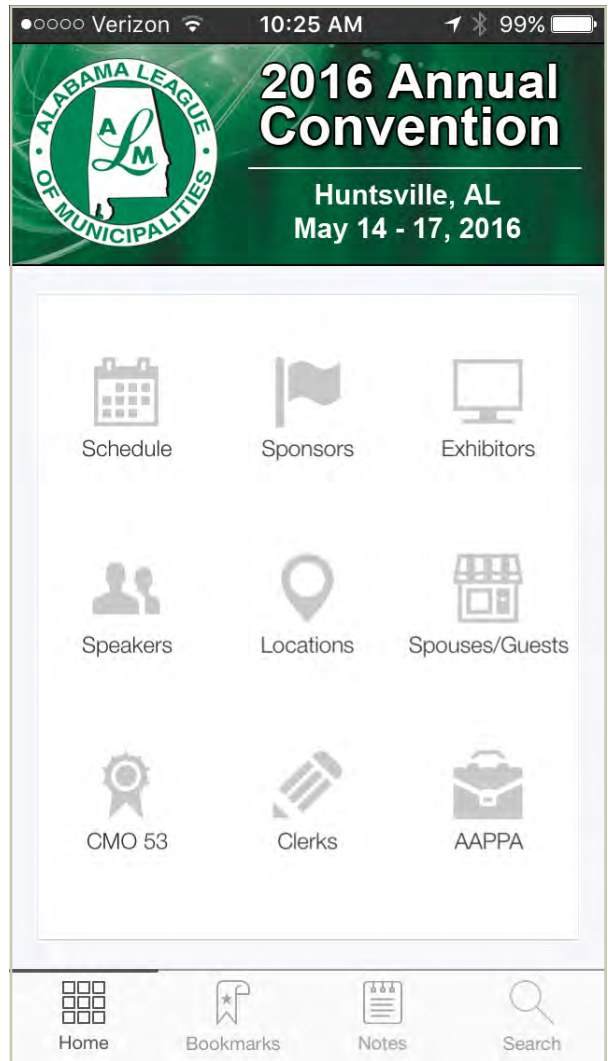 Verizon 10:25 AM 99%
ALABAMA LEAGUE
OF MUNICIPALITIES
A L M
2016 Annual
Convention
Huntsville, AL
May 14 - 17, 2016
Schedule Sponsors Exhibitors
Speakers Locations Spouses/Guests
CMO 53 Clerks AAPPA
Home Bookmarks Notes Search